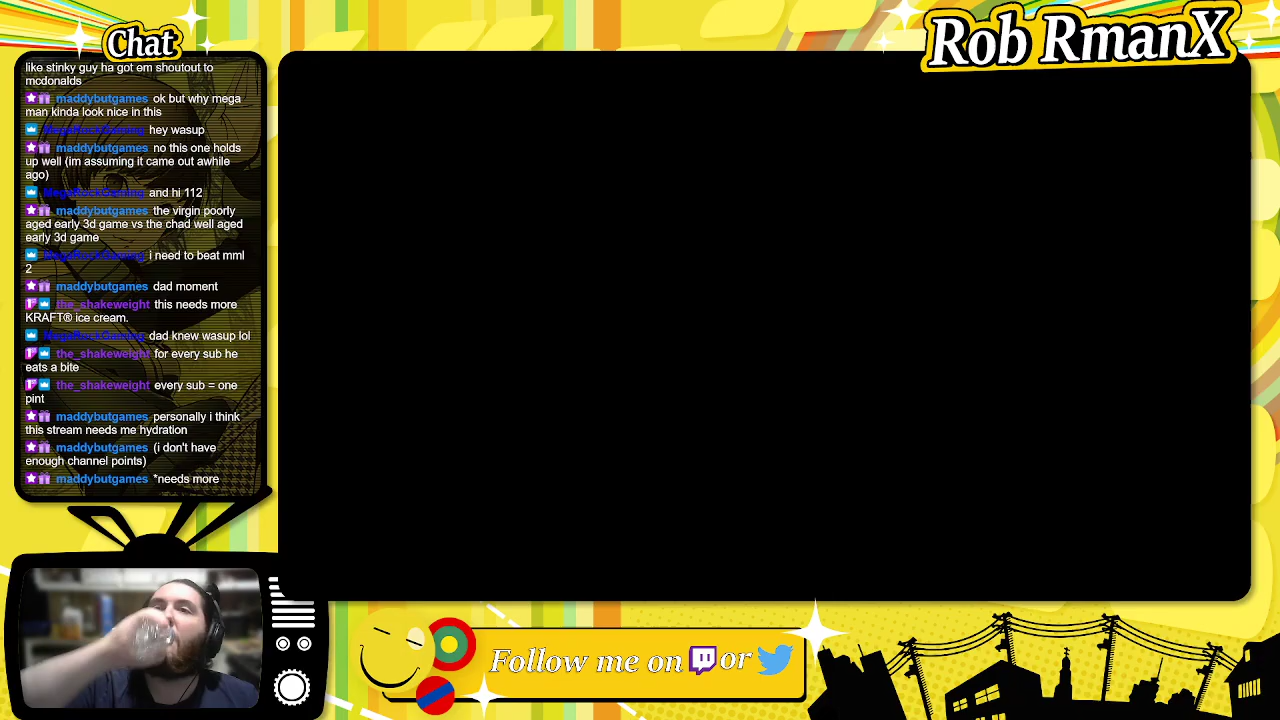 Chat
Rob RmanX
like stinky guy ha got em shoutout to
mcdonalds
maddybutgames ok but why mega
man kinda look nice in this
hey wasup
maddybutgames no this one holds
up well (im assuming it came out awhile
ago)
and hi 112
maddybutgames the virgin poorly
aged early 3d game vs the chad well aged
early 3d game
i need to beat mml
2
maddybutgames dad moment
the_shakeweight this needs more
KRAFT® ice cream.
dad knew wasup lol
the_shakeweight for every sub he
eats a bite
the_shakeweight every sub = one
pint
maddybutgames personally i think
this stream needs me hydration
maddybutgames (i don't have
enough channel points)
maddybutgames *needs more
Follow me on or